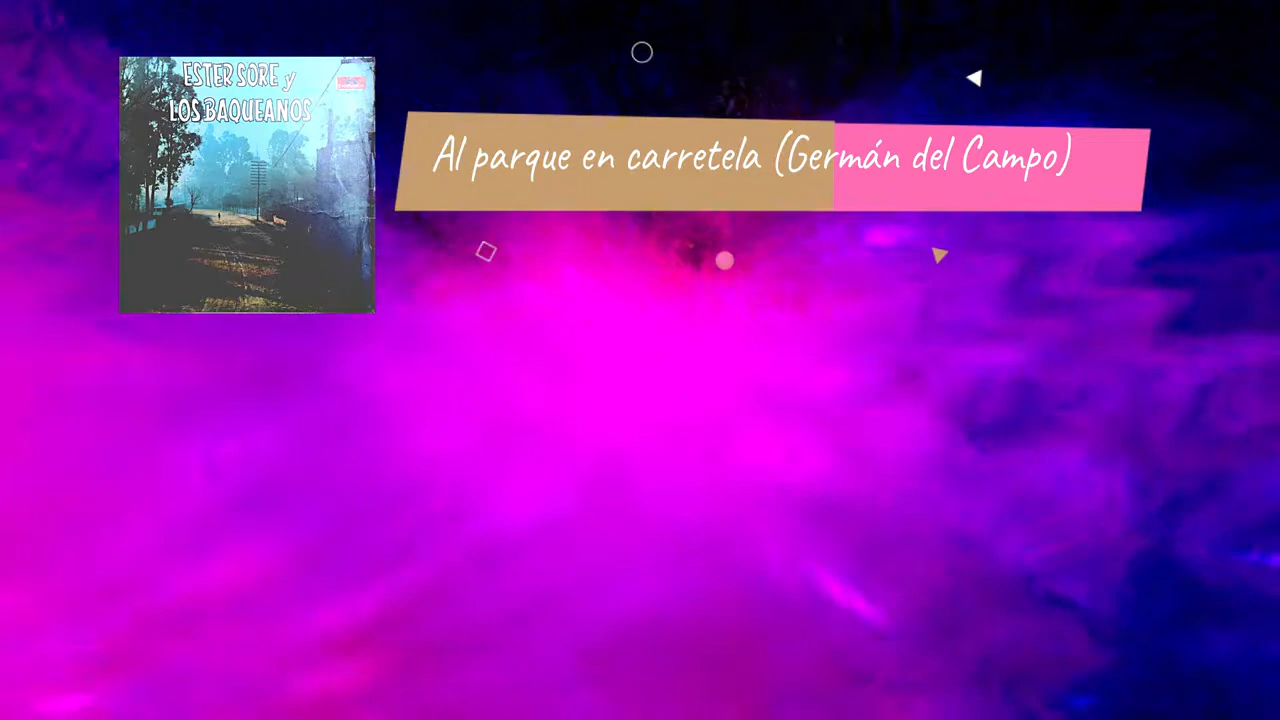 ESTER SORE y
LOS BAQUEANOS
Al parque en carretela (Germán del Campo)